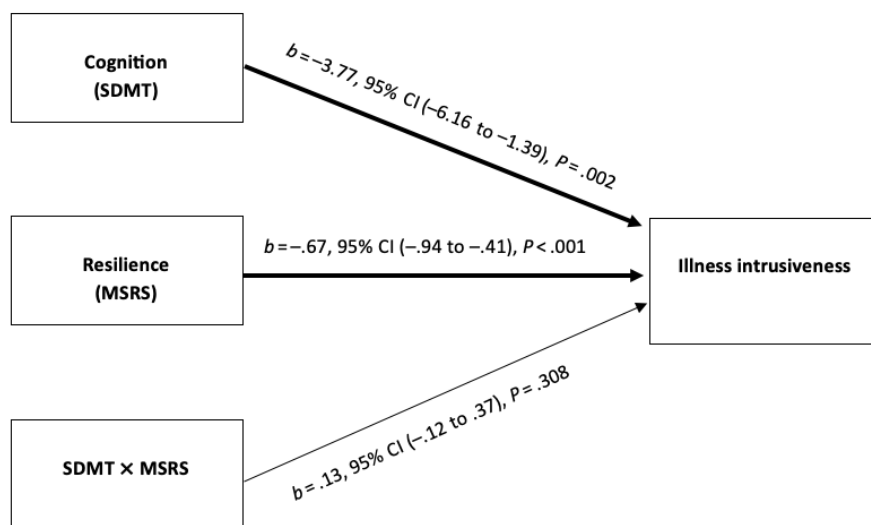 Cognition
(SDMT)
b = –3.77, 95% CI (–6.16 to –1.39), P = .002
Resilience
(MSRS)
b = –.67, 95% CI (–.94 to –.41), P < .001
Illness intrusiveness
SDMT × MSRS
b = .13, 95% CI (–.12 to .37), P = .308